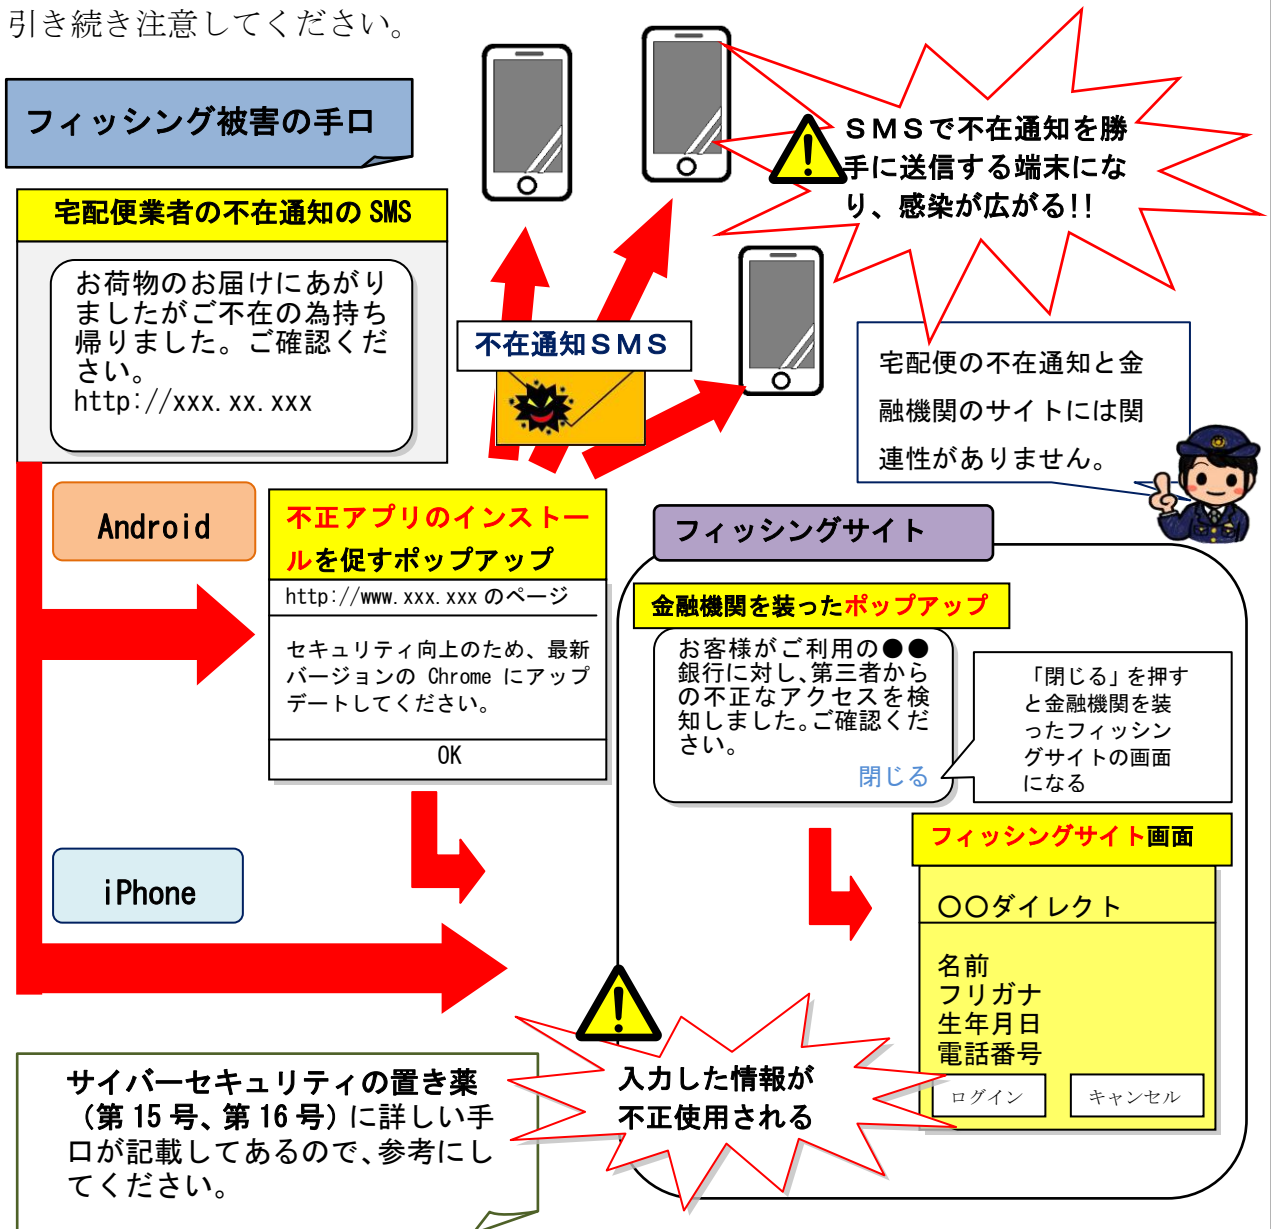 引き続き注意してください。
フィッシング被害の手口
SMSで不在通知を勝
手に送信する端末にな
り、感染が広がる!!
宅配便業者の不在通知の SMS
お荷物のお届けにあがり
ましたがご不在の為持ち
帰りました。ご確認くだ
さい。
http://xxx.xx.xxx
不在通知SMS
宅配便の不在通知と金
融機関のサイトには関
連性がありません。
Android
不正アプリのインストー
ルを促すポップアップ
http://www.xxx.xxx のページ
セキュリティ向上のため、最新
バージョンの Chrome にアップ
デートしてください。
OK
フィッシングサイト
金融機関を装ったポップアップ
お客様がご利用の●●
銀行に対し、第三者から
の不正なアクセスを検
知しました。ご確認くだ
さい。
閉じる
「閉じる」を押す
と金融機関を装
ったフィッシン
グサイトの画面
になる
iPhone
フィッシングサイト画面
〇〇ダイレクト
名前
フリガナ
生年月日
電話番号
ログイン
キャンセル
入力した情報が
不正使用される
サイバーセキュリティの置き薬
(第 15 号、第 16 号)に詳しい手
口が記載してあるので、参考にし
てください。